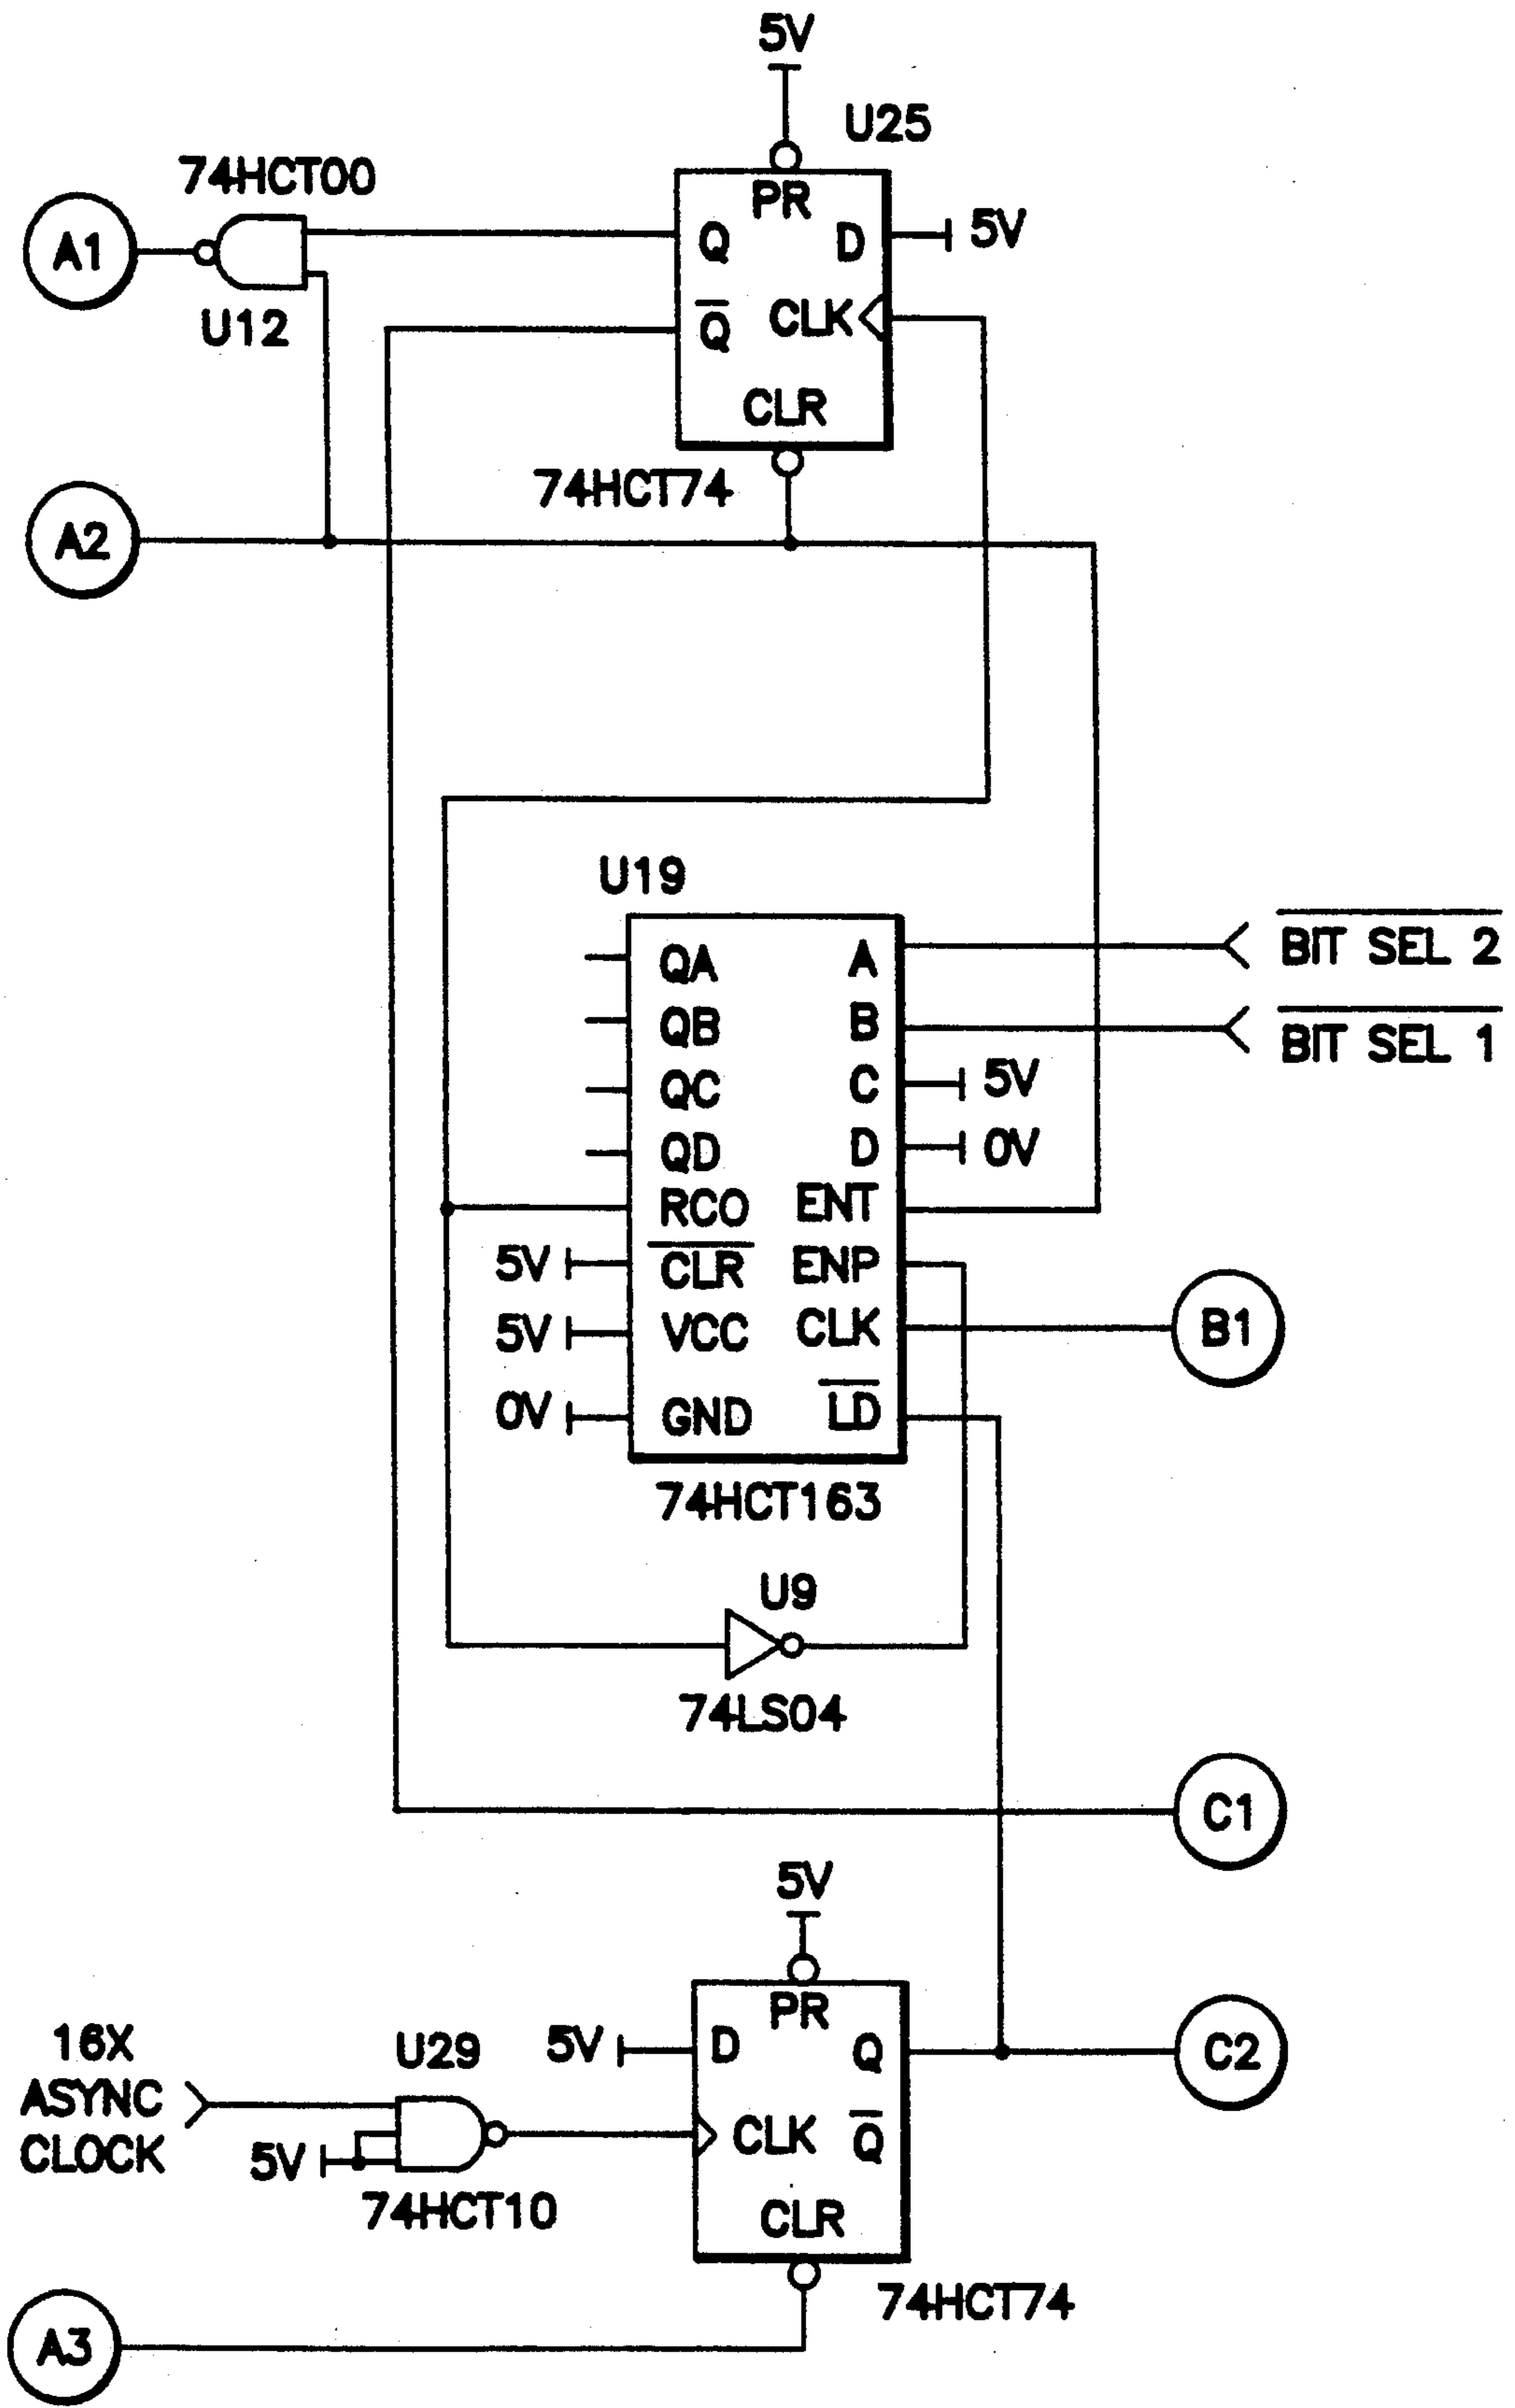 5V
U25
74HCT00
PR
A1
Q
D
5V
U12
Q
CLK
CLR
74HCT74
A2
U19
QA
A
BIT SEL 2
QB
B
BIT SEL 1
QC
C
5V
QD
D
0V
RCO
ENT
5V
CLR
ENP
5V
VCC
CLK
B1
0V
GND
LD
74HCT163
U9
74LS04
C1
5V
PR
16X
ASYNC
CLOCK
U29
5V
D
Q
C2
5V
CLK
Q
74HCT10
CLR
74HCT74
A3